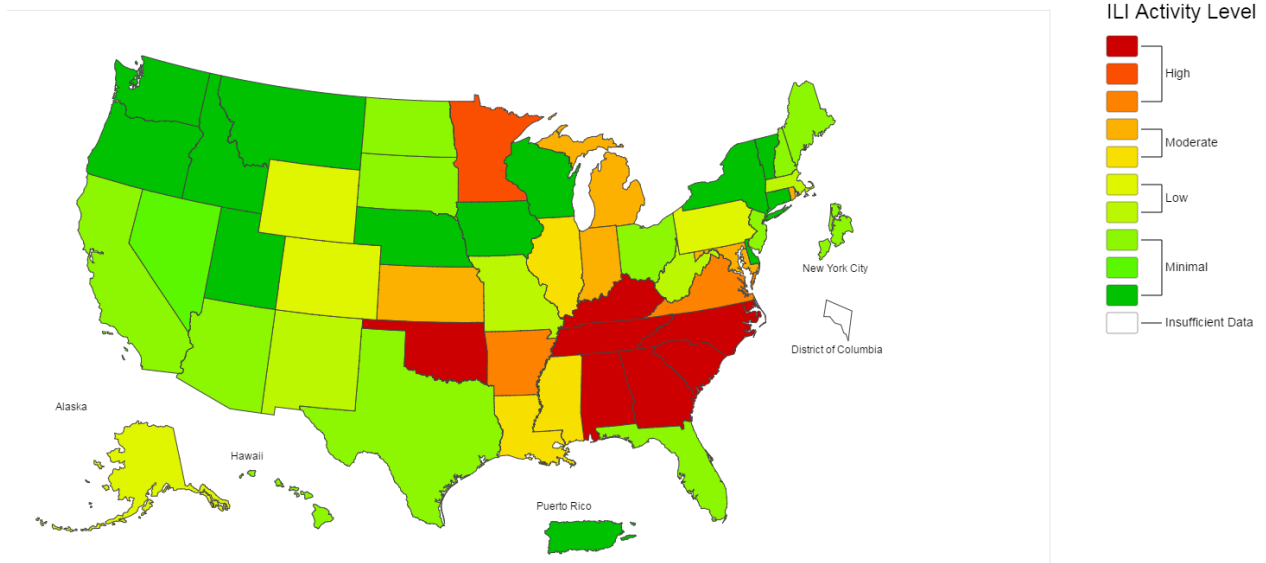 ILI Activity Level
High
Moderate
Low
Minimal
Insufficient Data
New York City
District of Columbia
Alaska
Hawaii
Puerto Rico